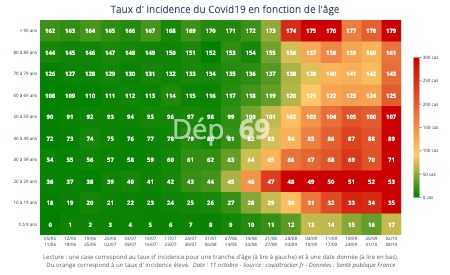 Taux d' incidence du Covid19 en fonction de l'âge
> 90 ans 162 163 164 165 166 167 168 169 170 171 172 173 174 175 176 177 178 179
80 à 89 ans 144 145 146 147 148 149 150 151 152 153 154 155 156 157 158 159 160 161
70 à 79 ans 126 127 128 129 130 131 132 133 134 135 136 137 138 139 140 141 142 143
60 à 69 ans 108 109 110 111 112 113 114 115 116 117 118 119 120 121 122 123 124 125
50 à 59 ans 90 91 92 93 94 95 96 97 98 99 100 101 102 103 104 105 106 107
Dép. 69
40 à 49 ans 72 73 74 75 76 77 81 82 83 84 85 86 87 88 89
30 à 39 ans 54 55 56 57 58 59 60 61 62 63 64 65 66 67 68 69 70 71
20 à 29 ans 36 37 38 39 40 41 42 43 44 45 46 47 48 49 50 51 52 53
10 à 19 ans 18 19 20 21 22 23 24 25 26 27 28 29 30 31 32 33 34 35
0 à 9 ans 0 1 2 3 4 5 6 7 8 9 10 11 12 13 14 15 16 17
300 cas
250 cas
200 cas
150 cas
100 cas
50 cas
0 cas
Lecture : une case correspond au taux d' incidence pour une tranche d'âge (à lire à gauche) et à une date donnée (à lire en bas).
Du orange correspond à un taux d' incidence élevé. Date : 11 octobre - Source : covidtracker.fr - Données : Santé publique France